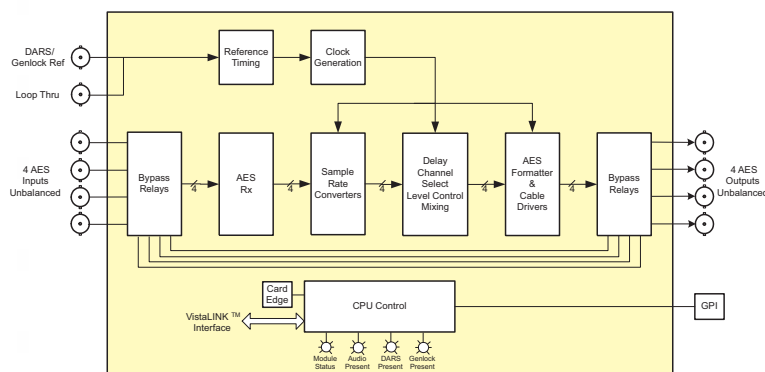 DARS/
Genlock Ref
Loop Thru
Reference
Timing
Clock
Generation
4 AES
Inputs
Unbalanced
Bypass
Relays
4
AES
Rx
4
Sample
Rate
Converters
4
Delay
Channel
Select
Level Control
Mixing
4
AES
Formatter
&
Cable
Drivers
4
Bypass
Relays
4 AES
Outputs
Unbalanced
Card
Edge
CPU Control
GPI
VistaLINK ™
Interface
Module
Status
Audio
Present
DARS
Present
Genlock
Present